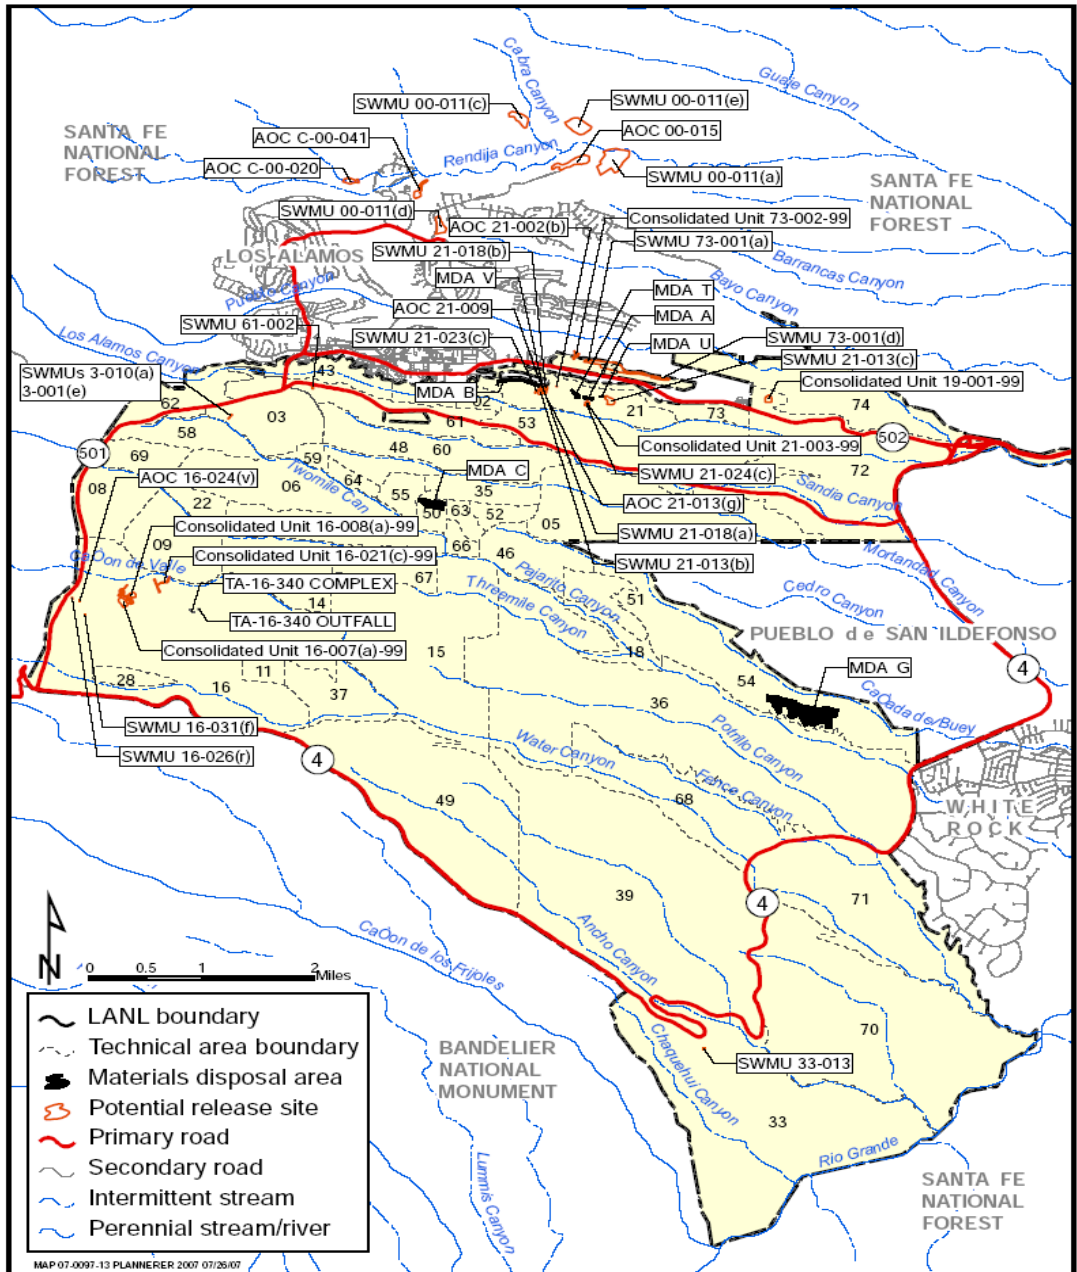 Cabra Canyon
Guaje Canyon
SWMU 00-011(c)
SWMU 00-011(e)
SANTA FE
NATIONAL
FOREST
AOC C-00-041
AOC 00-015
Rendija Canyon
AOC C-00-020
SWMU 00-011(a)
SANTA FE
NATIONAL
FOREST
SWMU 00-011(d)
AOC 21-002(b)
Consolidated Unit 73-002-99
SWMU 21-018(b)
SWMU 73-001(a)
LOS ALAMOS
Barrancas Canyon
MDA V
Bayo Canyon
Pueblo Canyon
MDA T
AOC 21-009
MDA A
SWMU 61-002
SWMU 21-023(c)
MDA U
SWMU 73-001(d)
Los Alamos Canyon
SWMU 21-013(c)
SWMUs 3-010(a)
3-001(e)
43
MDA B
02
Consolidated Unit 19-001-99
62
03
61
53
21
73
74
58
501
69
48
60
Consolidated Unit 21-003-99
502
59
MDA C
SWMU 21-024(c)
72
08
AOC 16-024(v)
Twomile Can
64
06
55
35
Sandia Canyon
22
50
63
52
05
AOC 21-013(g)
Consolidated Unit 16-008(a)-99
SWMU 21-018(a)
09
66
46
CaÒon de Valle
Consolidated Unit 16-021(c)-99
Mortandad Canyon
SWMU 21-013(b)
67
Pajarito Canyon
TA-16-340 COMPLEX
Threemile Canyon
51
Cedro Canyon
14
TA-16-340 OUTFALL
PUEBLO de SAN ILDEFONSO
Consolidated Unit 16-007(a)-99
15
18
MDA G
4
11
28
16
37
54
CaÒada del Buey
36
SWMU 16-031(f)
Potrillo Canyon
SWMU 16-026(r)
4
Water Canyon
Fence Canyon
49
68
WHITE
ROCK
39
71
4
Ancho Canyon
CaÒon de los Frijoles
N
0 0.5 1 2 Miles
LANL boundary
Technical area boundary
Materials disposal area
Potential release site
Primary road
Secondary road
Intermittent stream
Perennial stream/river
70
Chaquehui Canyon
BANDELIER
NATIONAL
MONUMENT
SWMU 33-013
33
Rio Grande
Lummis Canyon
SANTA FE
NATIONAL
FOREST
MAP 07-0097-13 PLANNERER 2007 07/26/07